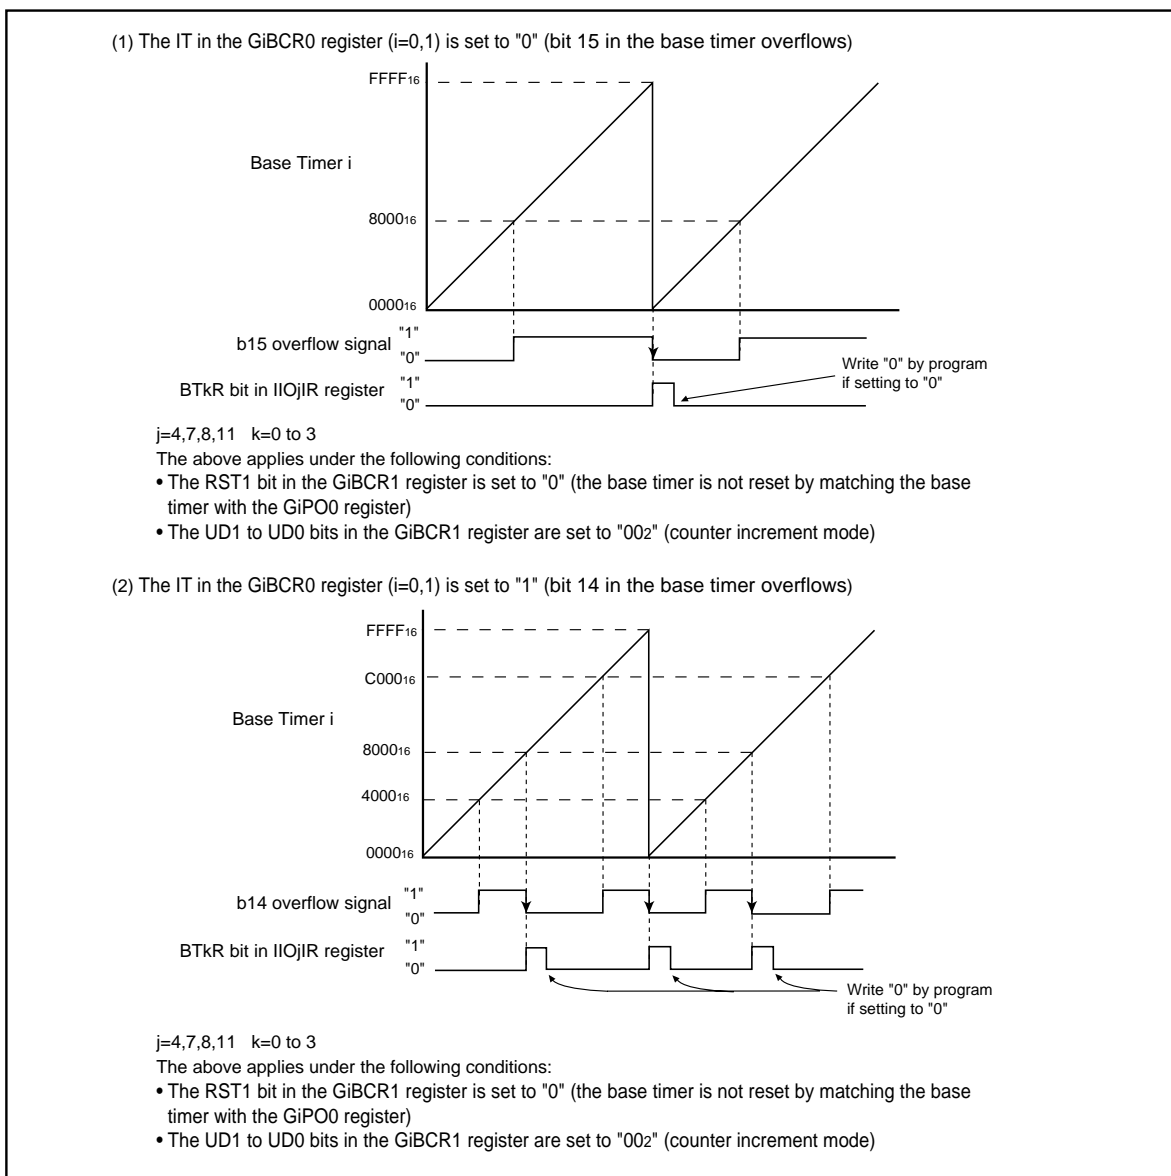 (1) The IT in the GiBCR0 register (i=0,1) is set to "0" (bit 15 in the base timer overflows)
FFFF16
Base Timer i
800016
000016
b15 overflow signal
"1"
"0"
Write "0" by program
if setting to "0"
BTkR bit in IIOjIR register
"1"
"0"
j=4,7,8,11 k=0 to 3
The above applies under the following conditions:
• The RST1 bit in the GiBCR1 register is set to "0" (the base timer is not reset by matching the base
timer with the GiPO0 register)
• The UD1 to UD0 bits in the GiBCR1 register are set to "002" (counter increment mode)
(2) The IT in the GiBCR0 register (i=0,1) is set to "1" (bit 14 in the base timer overflows)
FFFF16
C00016
Base Timer i
800016
400016
000016
b14 overflow signal
"1"
"0"
BTkR bit in IIOjIR register
"1"
"0"
Write "0" by program
if setting to "0"
j=4,7,8,11 k=0 to 3
The above applies under the following conditions:
• The RST1 bit in the GiBCR1 register is set to "0" (the base timer is not reset by matching the base
timer with the GiPO0 register)
• The UD1 to UD0 bits in the GiBCR1 register are set to "002" (counter increment mode)